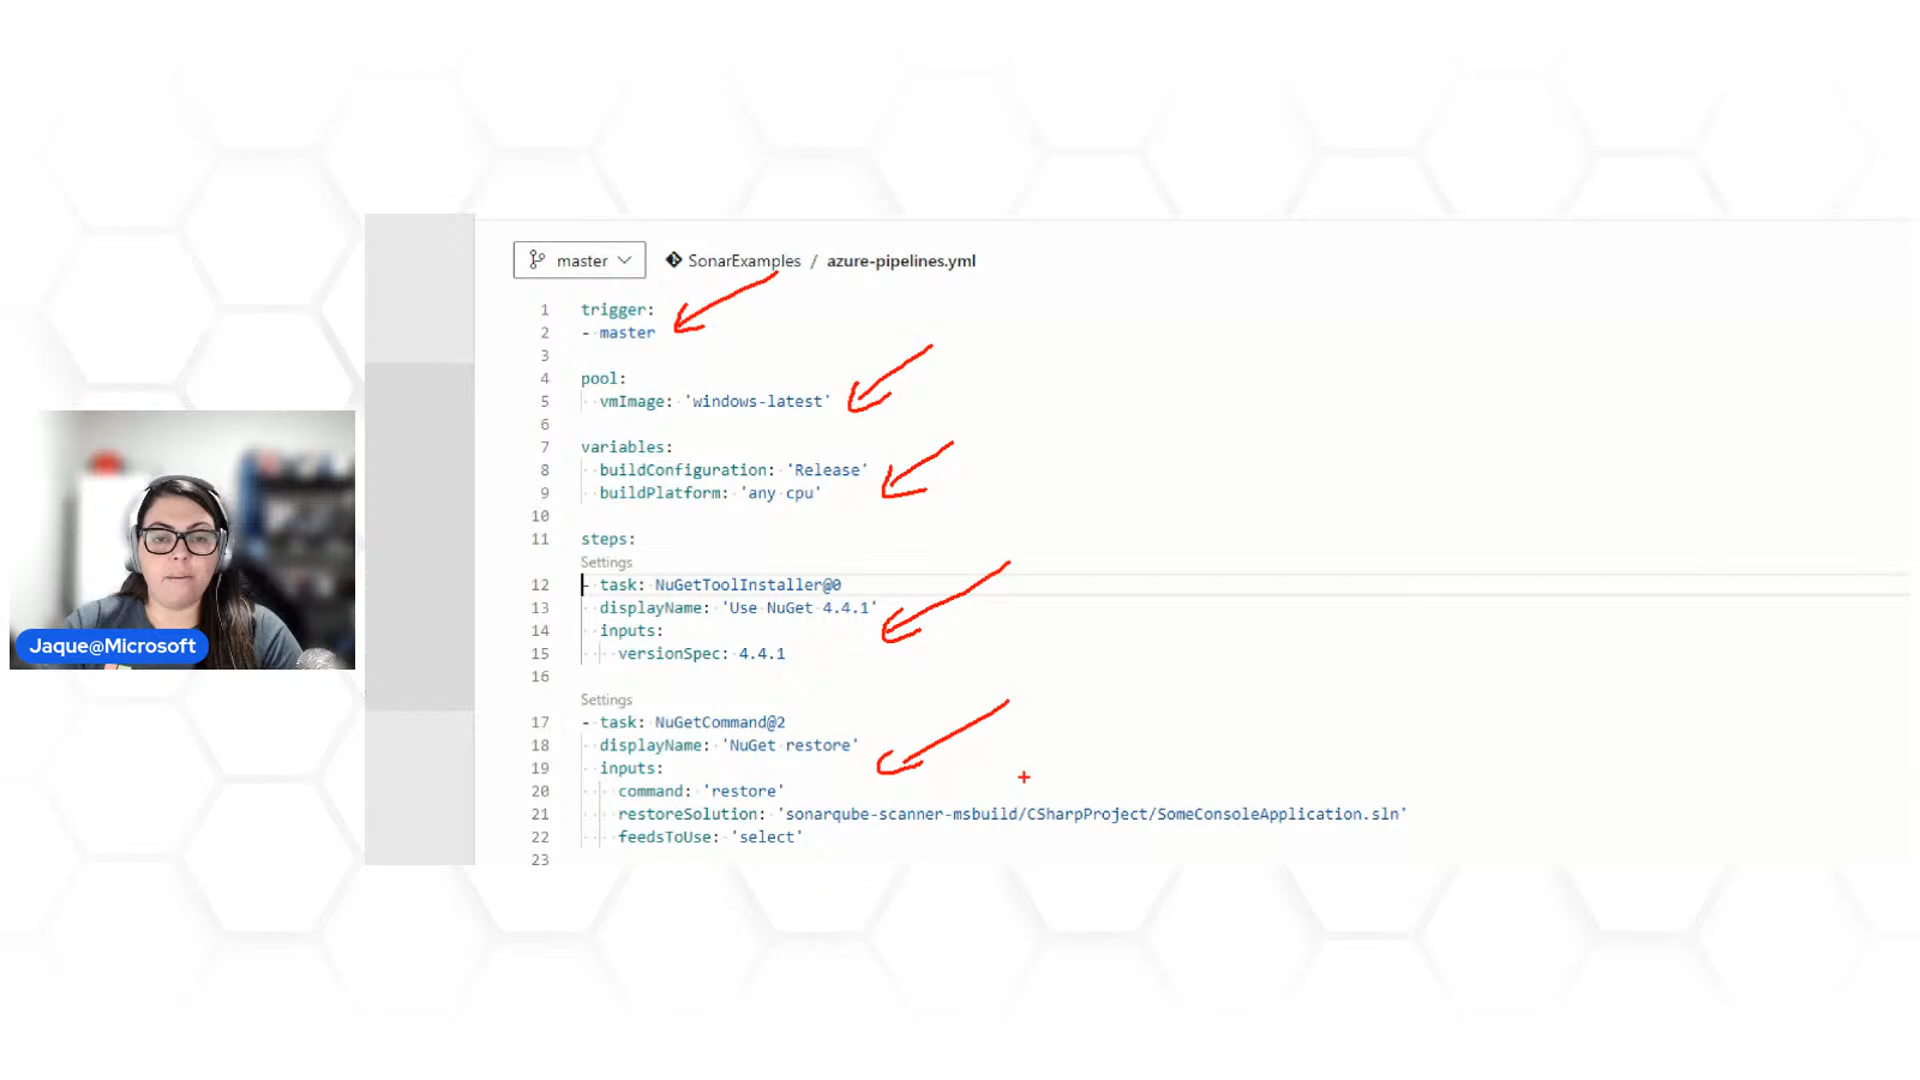 master
SonarExamples / azure-pipelines.yml
1 trigger:
2 - master
3
4 pool:
5 vmImage: 'windows-latest'
6
7 variables:
8 buildConfiguration: 'Release'
9 buildPlatform: 'any cpu'
10
11 steps:
Settings
12 - task: NuGetToolInstaller@0
13 displayName: 'Use NuGet 4.4.1'
14 inputs:
15 versionSpec: 4.4.1
16
Settings
17 - task: NuGetCommand@2
18 displayName: 'NuGet restore'
19 inputs:
20 command: 'restore'
21 restoreSolution: 'sonarqube-scanner-msbuild/CSharpProject/SomeConsoleApplication.sln'
22 feedsToUse: 'select'
23
Jaque@Microsoft